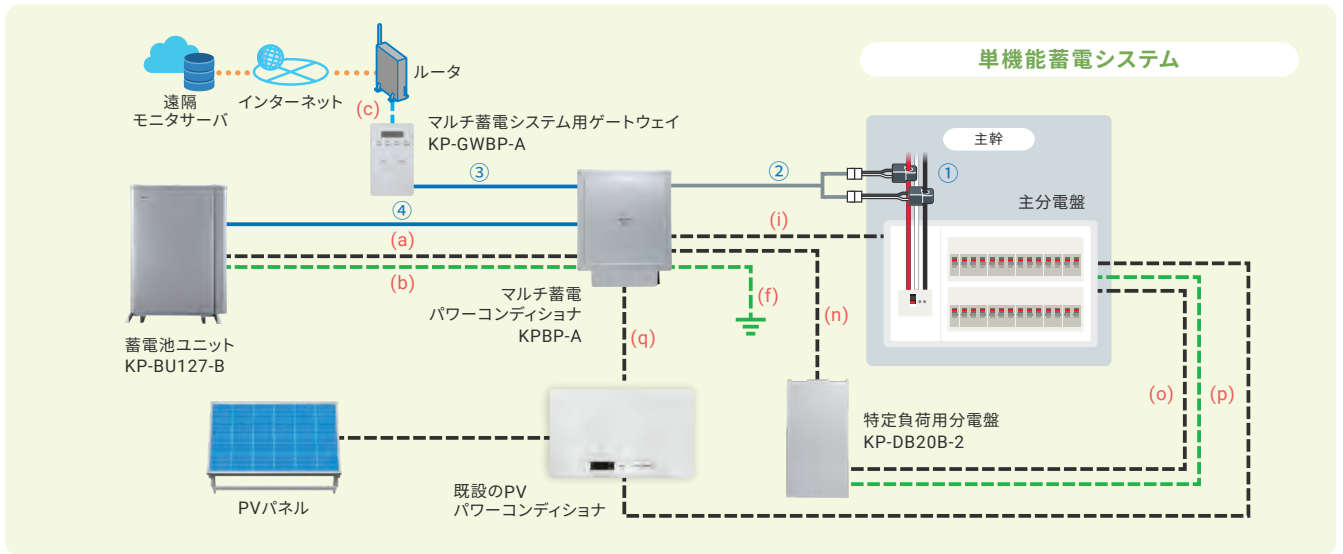 単機能蓄電システム
ルータ
遠隔
モニタサーバ
インターネット
(c)
マルチ蓄電システム用ゲートウェイ
KP-GWBP-A
主幹
③
②
①
主分電盤
④
(a)
(i)
(b)
(f)
(n)
マルチ蓄電
パワーコンディショナ
KPBP-A
(q)
蓄電池ユニット
KP-BU127-B
(o)
(p)
特定負荷用分電盤
KP-DB20B-2
PVパネル
既設のPV
パワーコンディショナ